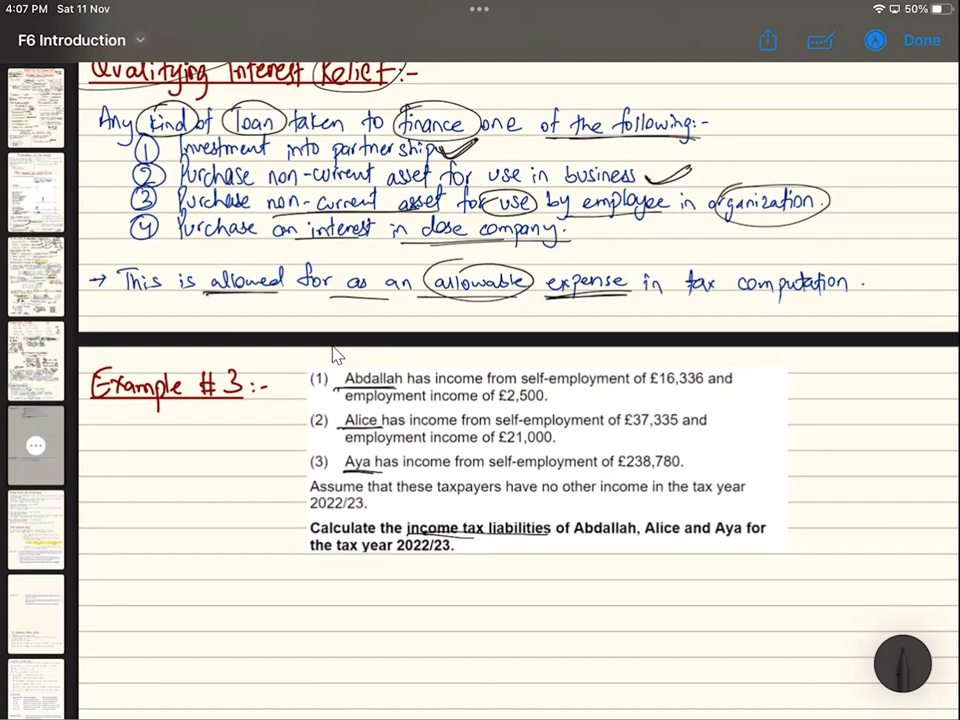 4:07 PM Sat 11 Nov
50%
F6 Introduction
Done
Qualifying Interest Relief:-
Any kind of loan taken to finance one of the following:-
① Investment into partnership
② Purchase non-current asset for use in business
③ Purchase non-current asset for use by employee in organization.
④ Purchase an interest in close company.
→ This is allowed for as an allowable expense in tax computation.
Example # 3:-
(1) Abdallah has income from self-employment of £16,336 and
employment income of £2,500.
(2) Alice has income from self-employment of £37,335 and
employment income of £21,000.
(3) Aya has income from self-employment of £238,780.
Assume that these taxpayers have no other income in the tax year
2022/23.
Calculate the income tax liabilities of Abdallah, Alice and Aya for
the tax year 2022/23.